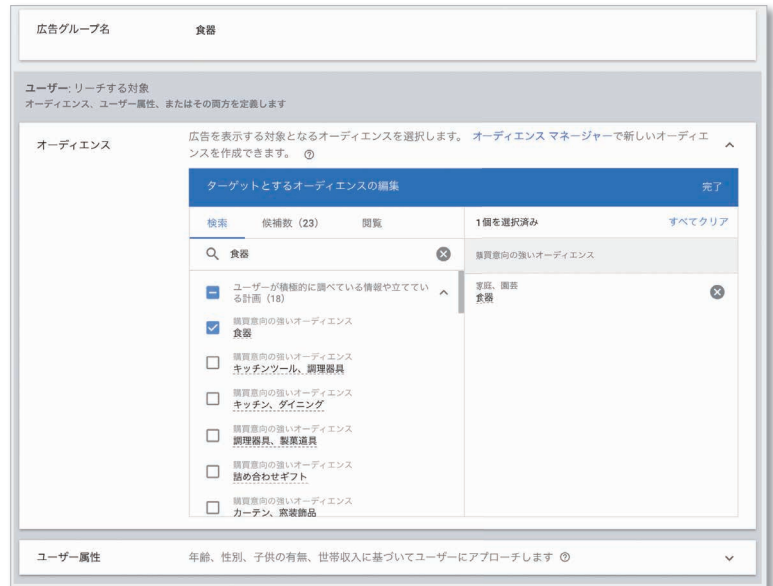 広告グループ名
食器
ユーザー: リーチする対象
オーディエンス、ユーザー属性、またはその両方を定義します
オーディエンス
広告を表示する対象となるオーディエンスを選択します。 オーディエンス マネージャーで新しいオーディエ
ンスを作成できます。
ターゲットとするオーディエンスの編集
完了
検索
候補数（23）
閲覧
1個を選択済み
すべてクリア
食器
購買意向の強いオーディエンス
ユーザーが積極的に調べている情報や立ててい
る計画（18）
家庭、園芸
食器
購買意向の強いオーディエンス
食器
購買意向の強いオーディエンス
キッチンツール、調理器具
購買意向の強いオーディエンス
キッチン、ダイニング
購買意向の強いオーディエンス
調理器具、製菓道具
購買意向の強いオーディエンス
詰め合わせギフト
購買意向の強いオーディエンス
カーテン、窓装飾品
ユーザー属性
年齢、性別、子供の有無、世帯収入に基づいてユーザーにアプローチします